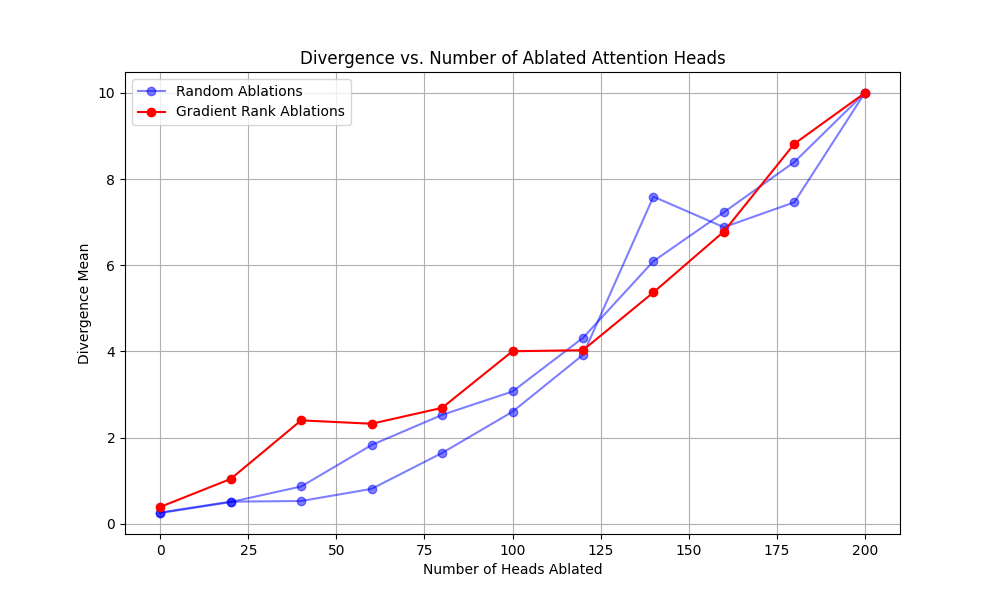 Divergence vs. Number of Ablated Attention Heads
Random Ablations
Gradient Rank Ablations
Divergence Mean
10
8
6
4
2
0
0 25 50 75 100 125 150 175 200
Number of Heads Ablated